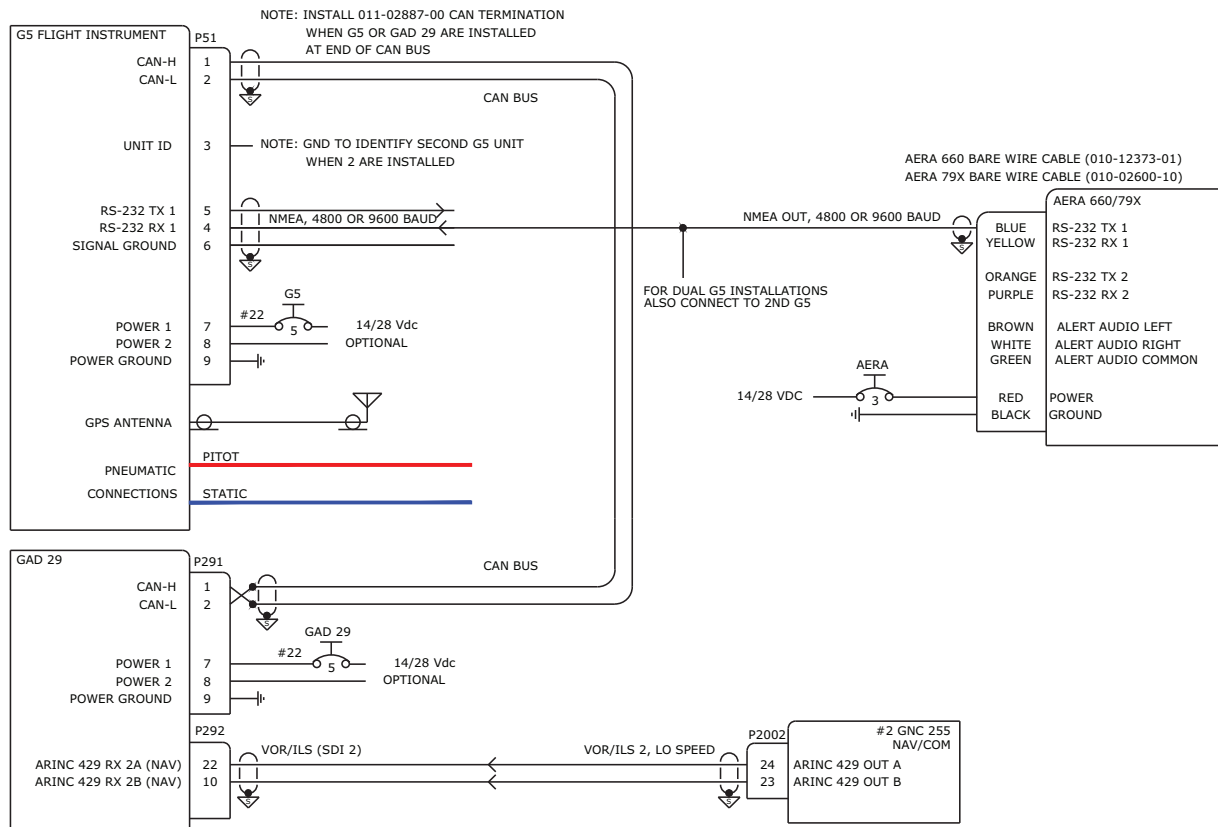 NOTE: INSTALL 011-02887-00 CAN TERMINATION
WHEN G5 OR GAD 29 ARE INSTALLED
AT END OF CAN BUS
G5 FLIGHT INSTRUMENT
P51
CAN-H 1
CAN-L 2
CAN BUS
UNIT ID 3
NOTE: GND TO IDENTIFY SECOND G5 UNIT
WHEN 2 ARE INSTALLED
RS-232 TX 1 5
RS-232 RX 1 4
SIGNAL GROUND 6
NMEA, 4800 OR 9600 BAUD
S
S
G5
#22
5
14/28 Vdc
OPTIONAL
POWER 1 7
POWER 2 8
POWER GROUND 9
GPS ANTENNA
PITOT
PNEUMATIC
CONNECTIONS
STATIC
AERA 660 BARE WIRE CABLE (010-12373-01)
AERA 79X BARE WIRE CABLE (010-02600-10)
AERA 660/79X
NMEA OUT, 4800 OR 9600 BAUD
S
BLUE RS-232 TX 1
YELLOW RS-232 RX 1
ORANGE RS-232 TX 2
PURPLE RS-232 RX 2
BROWN ALERT AUDIO LEFT
WHITE ALERT AUDIO RIGHT
GREEN ALERT AUDIO COMMON
RED POWER
BLACK GROUND
FOR DUAL G5 INSTALLATIONS
ALSO CONNECT TO 2ND G5
AERA
14/28 VDC
3
GAD 29
P291
CAN-H 1
CAN-L 2
CAN BUS
S
GAD 29
#22
5
14/28 Vdc
OPTIONAL
POWER 1 7
POWER 2 8
POWER GROUND 9
P292
ARINC 429 RX 2A (NAV) 22
ARINC 429 RX 2B (NAV) 10
VOR/ILS (SDI 2)
VOR/ILS 2, LO SPEED
S
S
P2002
#2 GNC 255
NAV/COM
24 ARINC 429 OUT A
23 ARINC 429 OUT B